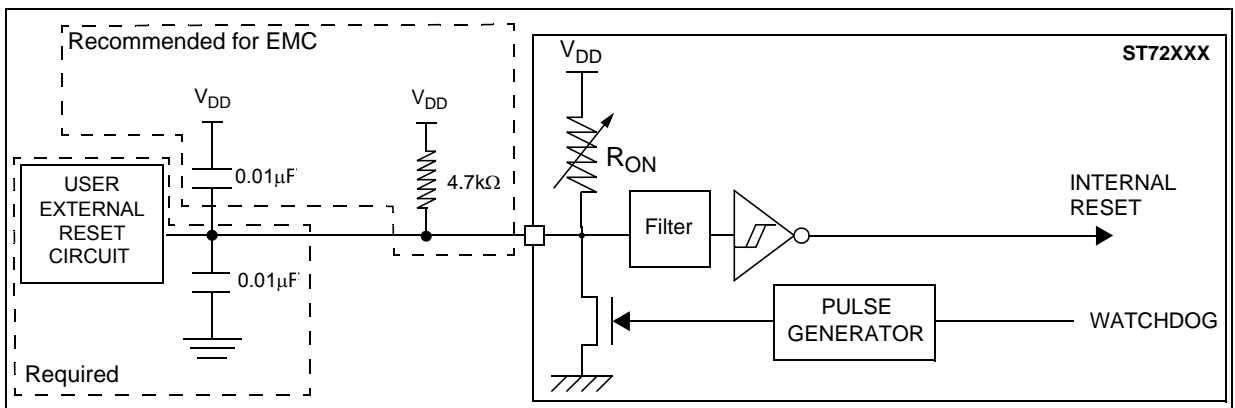 Recommended for EMC
ST72XXX
VDD
VDD
VDD
0.01μF
4.7kΩ
RON
USER
EXTERNAL
RESET
CIRCUIT
Filter
INTERNAL
RESET
0.01μF
PULSE
GENERATOR
WATCHDOG
Required